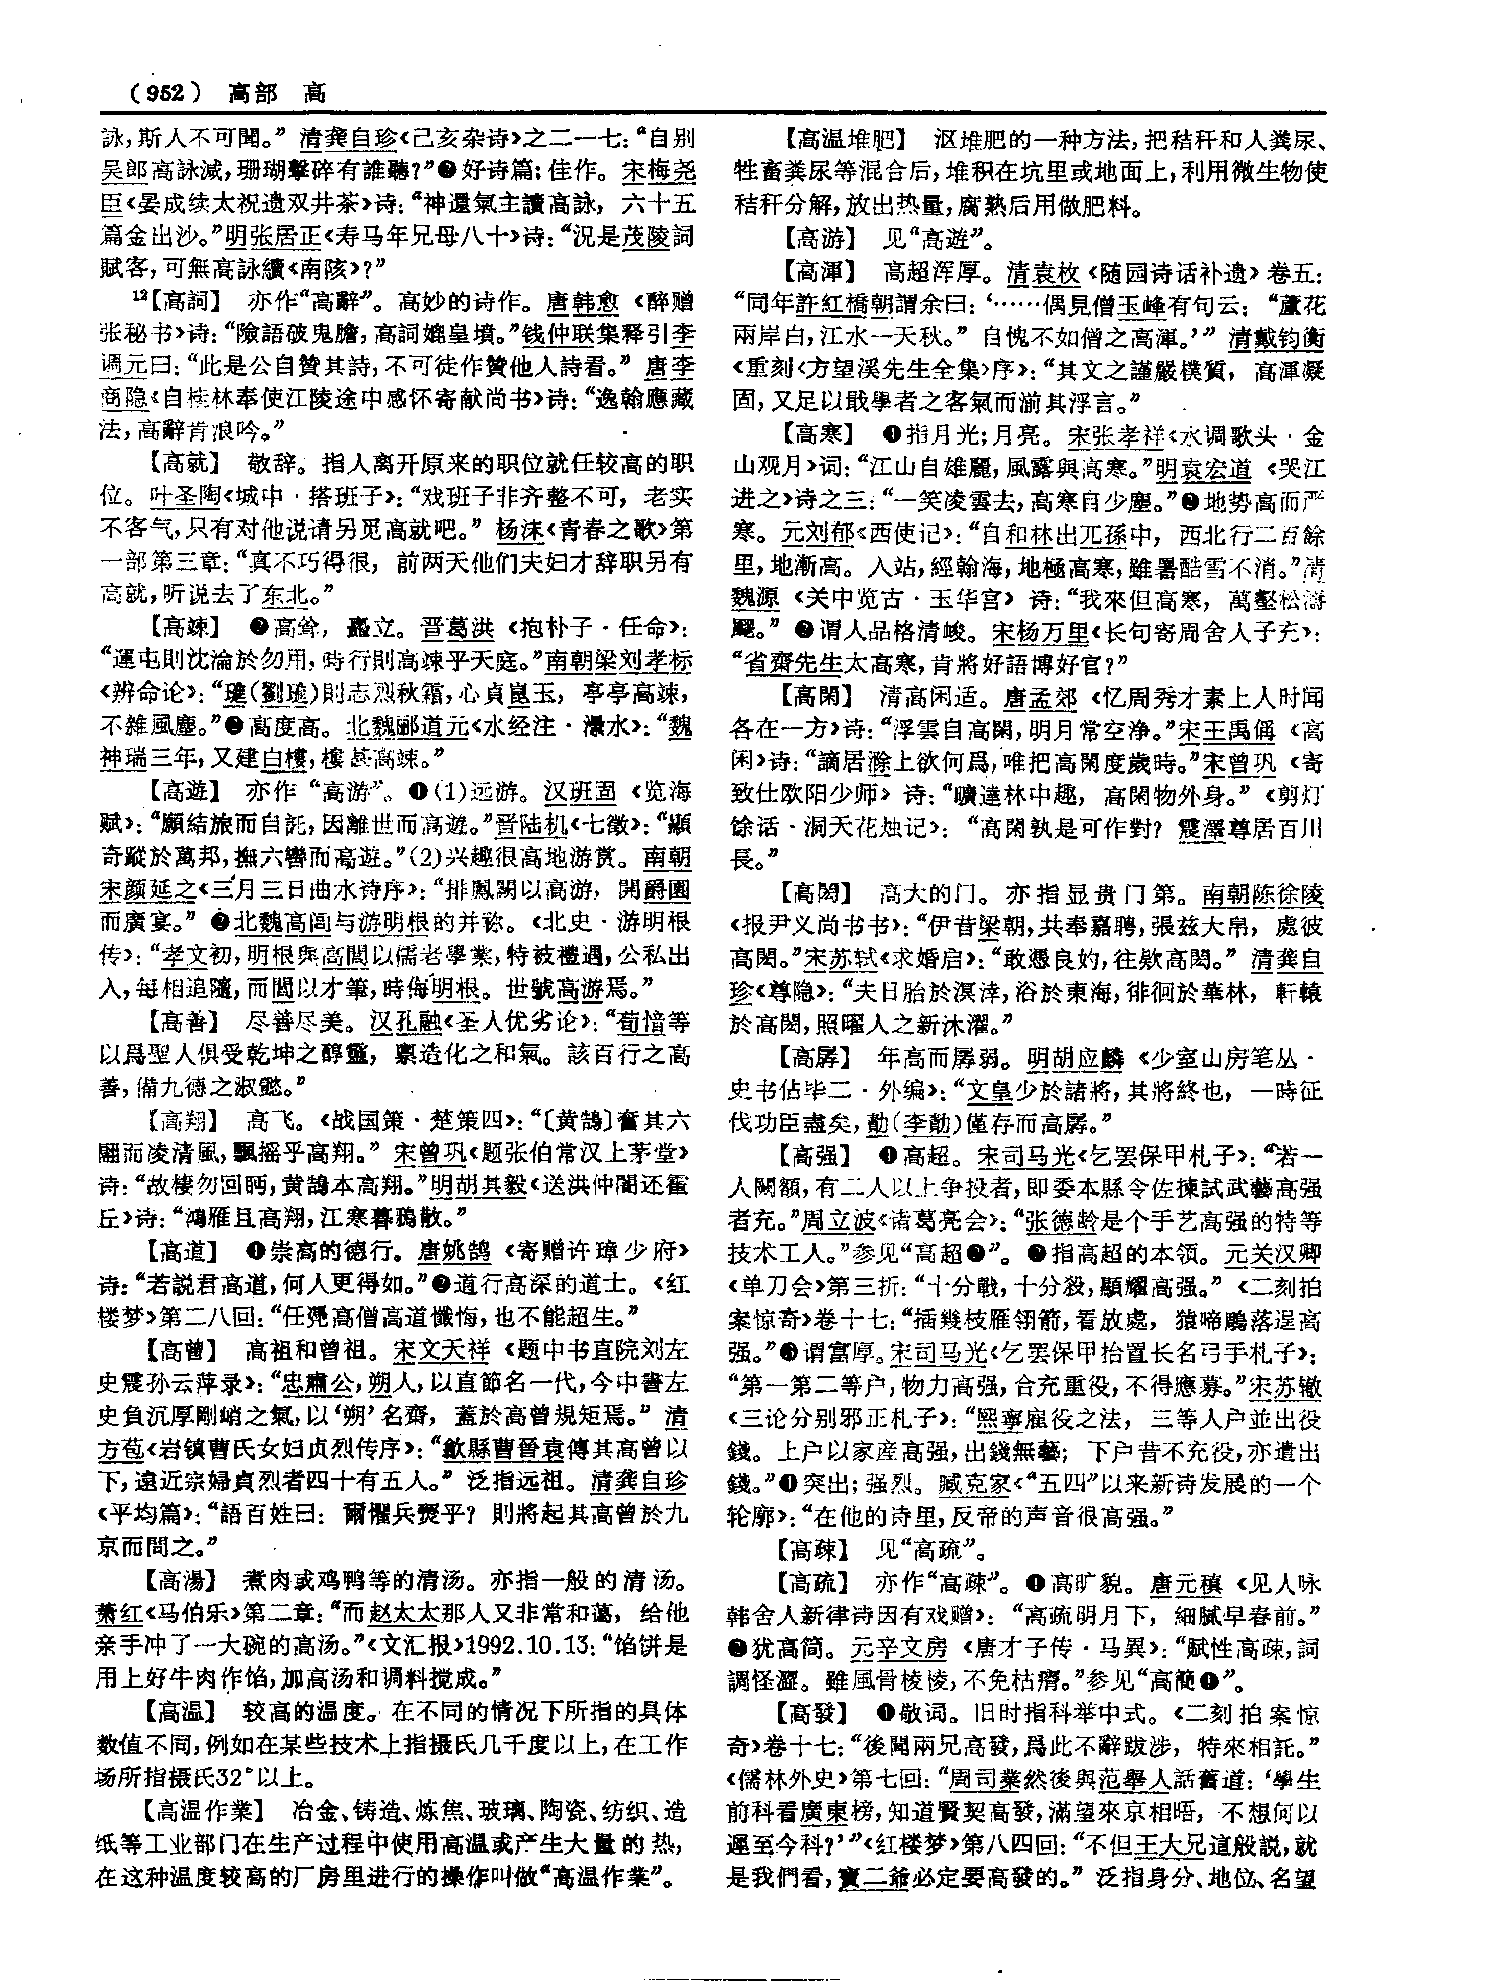 （952） 高部 高
詠，斯人不可聞。”清龚自珍《己亥杂诗》之二一七：“自别
吴郎高詠減，珊瑚擊碎有誰聽？”❷好诗篇；佳作。宋梅尧
臣《晏成续太祝遗双井茶》诗：“神還氣主讀高詠，六十五
篇金出沙。”明张居正《寿马年兄母八十》诗：“況是茂陵詞
賦客，可無高詠續《南陔》？”
¹²【高詞】 亦作“高辭”。高妙的诗作。唐韩愈《醉赠
张秘书》诗：“險語破鬼膽，高詞媲皇墳。”钱仲联集释引李
调元曰：“此是公自贊其詩，不可徒作贊他人詩看。”唐李
商隐《自桂林奉使江陵途中感怀寄献尚书》诗：“逸翰應藏
法，高辭肯浪吟。”
【高就】 敬辞。指人离开原来的职位就任较高的职
位。叶圣陶《城中·搭班子》：“戏班子非齐整不可，老实
不客气，只有对他说请另觅高就吧。”杨沫《青春之歌》第
一部第三章：“真不巧得很，前两天他们夫妇才辞职另有
高就，听说去了东北。”
【高竦】 ❶高耸，矗立。晋葛洪《抱朴子·任命》：
“運屯則沈淪於勿用，時行則高竦乎天庭。”南朝梁刘孝标
《辨命论》：“璡（劉璡）則志烈秋霜，心貞崑玉，亭亭高竦，
不雜風塵。”❷高度高。北魏郦道元《水经注·㶟水》：“魏
神瑞三年，又建白樓，樓甚高竦。”
【高遊】 亦作“高游”。❶(1)远游。汉班固《览海
赋》：“願結旅而自託，因離世而高遊。”晋陆机《七徵》：“顯
奇蹤於萬邦，撫六轡而高遊。”(2)兴趣很高地游赏。南朝
宋颜延之《三月三日曲水诗序》：“排鳳闕以高游，開爵園
而廣宴。”❷北魏高闾与游明根的并称。《北史·游明根
传》：“孝文初，明根與高閭以儒老學業，特被禮遇，公私出
入，每相追隨，而閭以才筆，時侮明根。世號高游焉。”
【高善】 尽善尽美。汉孔融《圣人优劣论》：“荀愔等
以爲聖人俱受乾坤之醇靈，禀造化之和氣。該百行之高
善，備九德之淑懿。”
【高翔】 高飞。《战国策·楚策四》：“〔黄鵠〕奮其六
翮而凌清風，飄摇乎高翔。”宋曾巩《题张伯常汉上茅堂》
诗：“故棲勿回眄，黄鵠本高翔。”明胡其毅《送洪仲闇还雷
丘》诗：“鴻雁且高翔，江寒暮鴉散。”
【高道】 ❶崇高的德行。唐姚鹄《寄赠许璋少府》
诗：“若説君高道，何人更得如。”❷道行高深的道士。《红
楼梦》第二八回：“任凭高僧高道懺悔，也不能超生。”
【高曾】 高祖和曾祖。宋文天祥《题中书直院刘左
史震孙云萍录》：“忠肅公，朔人，以直節名一代，今中書左
史負沉厚剛峭之氣，以‘朔’名齋，蓋於高曾規矩焉。”清
方苞《岩镇曹氏女妇贞烈传序》：“歙縣曹晉袁傅其高曾以
下，遠近宗婦貞烈者四十有五人。”泛指远祖。清龚自珍
《平均篇》：“語百姓曰：爾懼兵燹乎？則將起其高曾於九
京而問之。”
【高湯】 煮肉或鸡鸭等的清汤。亦指一般的清汤。
萧红《马伯乐》第二章：“而赵太太那人又非常和蔼，给他
亲手冲了一大碗的高汤。”《文汇报》1992.10.13：“馅饼是
用上好牛肉作馅，加高汤和调料搅成。”
【高温】 较高的温度。在不同的情况下所指的具体
数值不同，例如在某些技术上指摄氏几千度以上，在工作
场所指摄氏32°以上。
【高温作業】 冶金、铸造、炼焦、玻璃、陶瓷、纺织、造
纸等工业部门在生产过程中使用高温或产生大量的热，
在这种温度较高的厂房里进行的操作叫做“高温作業”。
【高温堆肥】 沤堆肥的一种方法，把秸秆和人粪尿、
牲畜粪尿等混合后，堆积在坑里或地面上，利用微生物使
秸秆分解，放出热量，腐熟后用做肥料。
【高游】 见“高遊”。
【高渾】 高超浑厚。清袁枚《随园诗话补遗》卷五：
“同年許紅橋朝謂余曰：‘……偶見僧玉峰有句云：“蘆花
兩岸白，江水一天秋。”自愧不如僧之高渾。’”清戴钧衡
《重刻〈方望溪先生全集〉序》：“其文之謹嚴樸質，高渾凝
固，又足以戢學者之客氣而湔其浮言。”
【高寒】 ❶指月光；月亮。宋张孝祥《水调歌头·金
山观月》词：“江山自雄麗，風露與高寒。”明袁宏道《哭江
进之》诗之三：“一笑凌雲去，高寒自少塵。”❷地势高而严
寒。元刘郁《西使记》：“自和林出兀孫中，西北行二百餘
里，地漸高。入站，經翰海，地極高寒，雖暑酷雪不消。”清
魏源《关中览古·玉华宫》诗：“我來但高寒，萬壑松濤
颸。”❸谓人品格清峻。宋杨万里《长句寄周舍人子充》：
“省齋先生太高寒，肯將好語博好官？”
【高閑】 清高闲适。唐孟郊《忆周秀才素上人时闻
各在一方》诗：“浮雲自高閑，明月常空净。”宋王禹偁《高
闲》诗：“謫居滁上欲何爲，唯把高閑度歲時。”宋曾巩《寄
致仕欧阳少师》诗：“曠達林中趣，高閑物外身。”《剪灯
馀话·洞天花烛记》：“高閑孰是可作對？震澤尊居百川
長。”
【高閎】 高大的门。亦指显贵门第。南朝陈徐陵
《报尹义尚书书》：“伊昔梁朝，共奉嘉聘，張兹大帛，處彼
高閎。”宋苏轼《求婚启》：“敢憑良妁，往欵高閎。”清龚自
珍《尊隐》：“夫日胎於溟涬，浴於東海，徘徊於華林，軒轅
於高閎，照曜人之新沐濯。”
【高孱】 年高而孱弱。明胡应麟《少室山房笔丛·
史书佔毕二·外编》：“文皇少於諸將，其將終也，一時征
伐功臣盡矣，勣（李勣）僅存而高孱。”
【高强】 ❶高超。宋司马光《乞罢保甲札子》：“若一
人闕額，有二人以上争投者，即委本縣令佐揀試武藝高强
者充。”周立波《诸葛亮会》：“张德龄是个手艺高强的特等
技术工人。”参见“高超❷”。❷指高超的本领。元关汉卿
《单刀会》第三折：“十分戰，十分殺，顯耀高强。”《二刻拍
案惊奇》卷十七：“插幾枝雁翎箭，看放處，猿啼鵰落逞高
强。”❸谓富厚。宋司马光《乞罢保甲招置长名弓手札子》：
“第一第二等户，物力高强，合充重役，不得應募。”宋苏辙
《三论分别邪正札子》：“熙寧雇役之法，三等人户並出役
錢。上户以家産高强，出錢無藝；下户昔不充役，亦遣出
錢。”❹突出；强烈。臧克家《“五四”以来新诗发展的一个
轮廓》：“在他的诗里，反帝的声音很高强。”
【高疎】 见“高疏”。
【高疏】 亦作“高疎”。❶高旷貌。唐元稹《见人咏
韩舍人新律诗因有戏赠》：“高疏明月下，細膩早春前。”
❷犹高简。元辛文房《唐才子传·马异》：“賦性高疎，詞
調怪澀。雖風骨棱棱，不免枯瘠。”参见“高簡❶”。
【高發】 ❶敬词。旧时指科举中式。《二刻拍案惊
奇》卷十七：“後聞兩兄高發，爲此不辭跋涉，特來相託。”
《儒林外史》第七回：“周司業然後與范舉人話舊道：‘學生
前科看廣東榜，知道賢契高發，滿望來京相晤，不想何以
遲至今科？’”《红楼梦》第八四回：“不但王大兄這般説，就
是我們看，寶二爺必定要高發的。”泛指身分、地位、名望